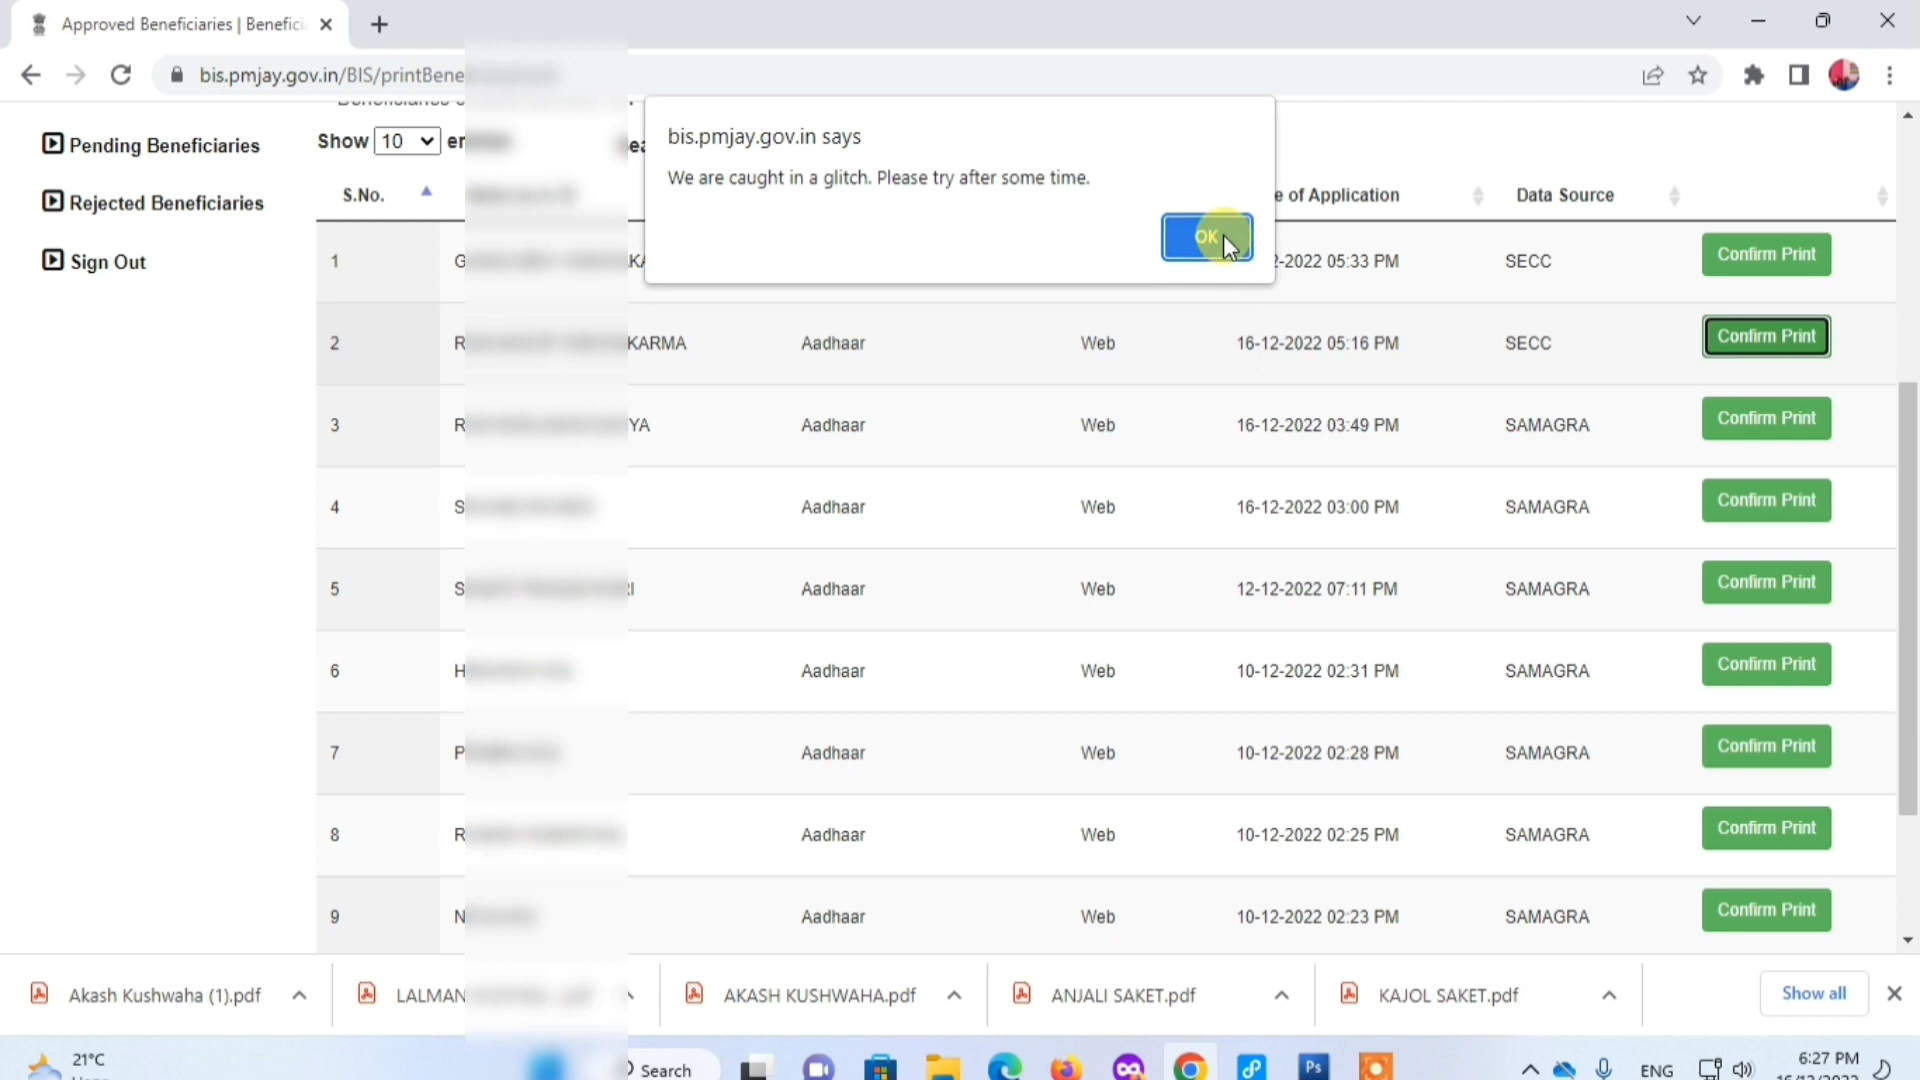 Approved Beneficiaries | Benefici
bis.pmjay.gov.in/BIS/printBene
Show 10
Pending Beneficiaries
Rejected Beneficiaries
Sign Out
bis.pmjay.gov.in says
We are caught in a glitch. Please try after some time.
OK
S.No. e of Application Data Source
1 G KA 2-2022 05:33 PM SECC Confirm Print
2 R KARMA Aadhaar Web 16-12-2022 05:16 PM SECC Confirm Print
3 R YA Aadhaar Web 16-12-2022 03:49 PM SAMAGRA Confirm Print
4 S Aadhaar Web 16-12-2022 03:00 PM SAMAGRA Confirm Print
5 S I Aadhaar Web 12-12-2022 07:11 PM SAMAGRA Confirm Print
6 H Aadhaar Web 10-12-2022 02:31 PM SAMAGRA Confirm Print
7 P Aadhaar Web 10-12-2022 02:28 PM SAMAGRA Confirm Print
8 R Aadhaar Web 10-12-2022 02:25 PM SAMAGRA Confirm Print
9 N Aadhaar Web 10-12-2022 02:23 PM SAMAGRA Confirm Print
Akash Kushwaha (1).pdf LALMAN AKASH KUSHWAHA.pdf ANJALI SAKET.pdf KAJOL SAKET.pdf Show all
21°C Search Ps ENG 6:27 PM